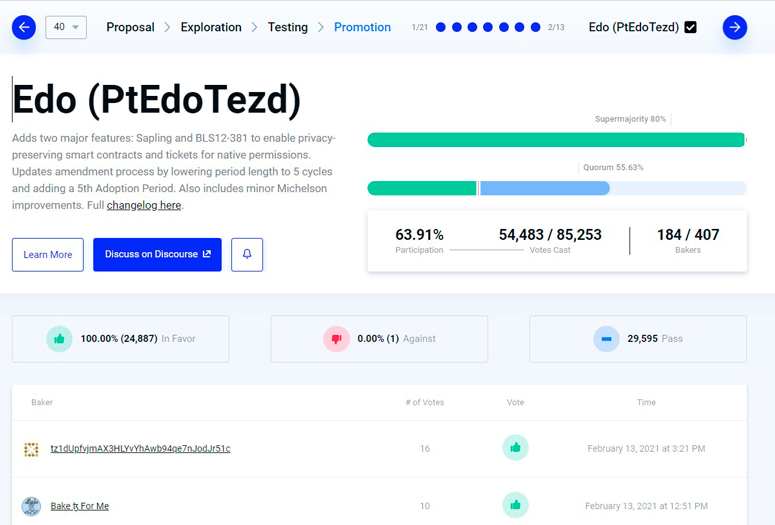 40 Proposal Exploration Testing Promotion 1/21 2/13 Edo (PtEdoTezd)
Edo (PtEdoTezd)
Adds two major features: Sapling and BLS12-381 to enable privacy-
preserving smart contracts and tickets for native permissions.
Updates amendment process by lowering period length to 5 cycles
and adding a 5th Adoption Period. Also includes minor Michelson
improvements. Full changelog here.
Learn More
Discuss on Discourse
Supermajority 80%
Quorum 55.63%
63.91% 54,483 / 85,253 184 / 407
Participation Votes Cast Bakers
100.00% (24,887) In Favor
0.00% (1) Against
29,595 Pass
Baker # of Votes Vote Time
tz1dUpfvjmAX3HLYvYhAwb94qe7nJodJr51c 16 February 13, 2021 at 3:21 PM
Bake ꜩ For Me 10 February 13, 2021 at 12:51 PM